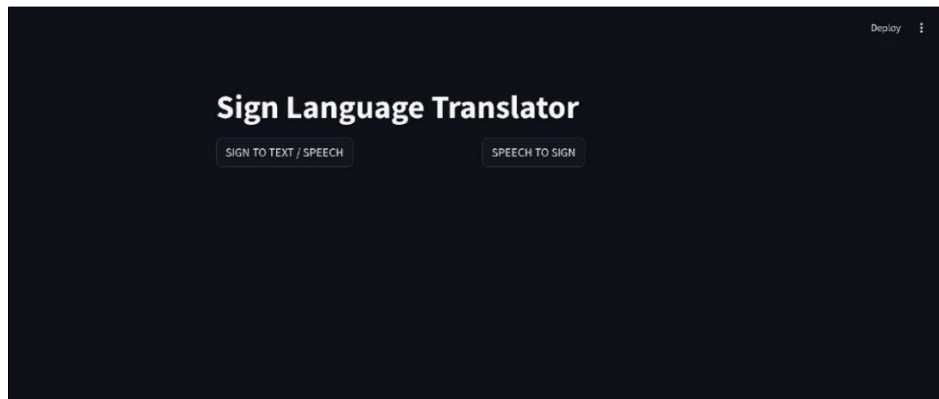 Deploy
Sign Language Translator
SIGN TO TEXT / SPEECH SPEECH TO SIGN